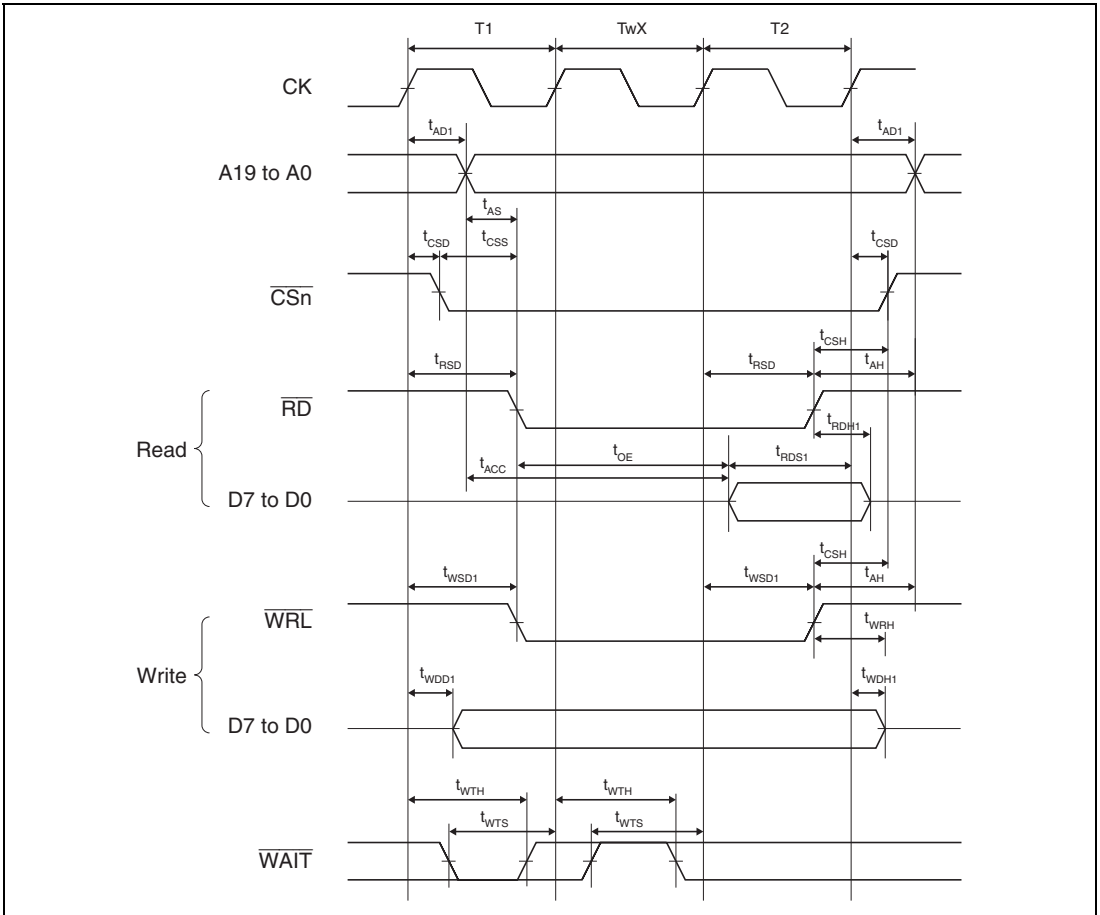 T1 TwX T2
CK
tAD1 tAD1
A19 to A0
tAS
tCSD tCSS tCSD
CSn
tCSH
tRSD tRSD tAH
RD
tRDH1
Read
tOE tRDS1
tACC
D7 to D0
tCSH
tWSD1 tWSD1 tAH
WRL
tWRH
Write
tWDD1 tWDH1
D7 to D0
tWTH tWTH
tWTS tWTS
WAIT